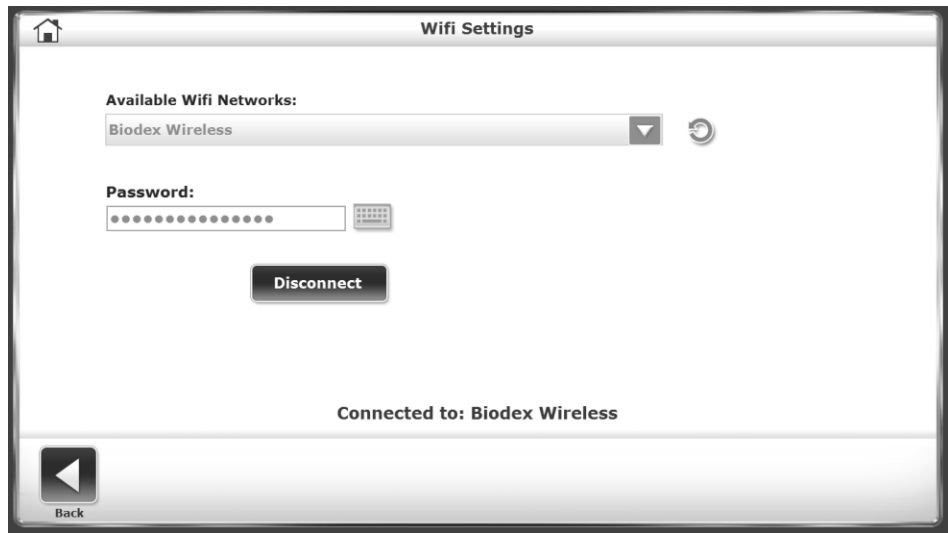 Wifi Settings
Available Wifi Networks:
Biodex Wireless
Password:
●●●●●●●●●●●●●●●
Disconnect
Connected to: Biodex Wireless
Back